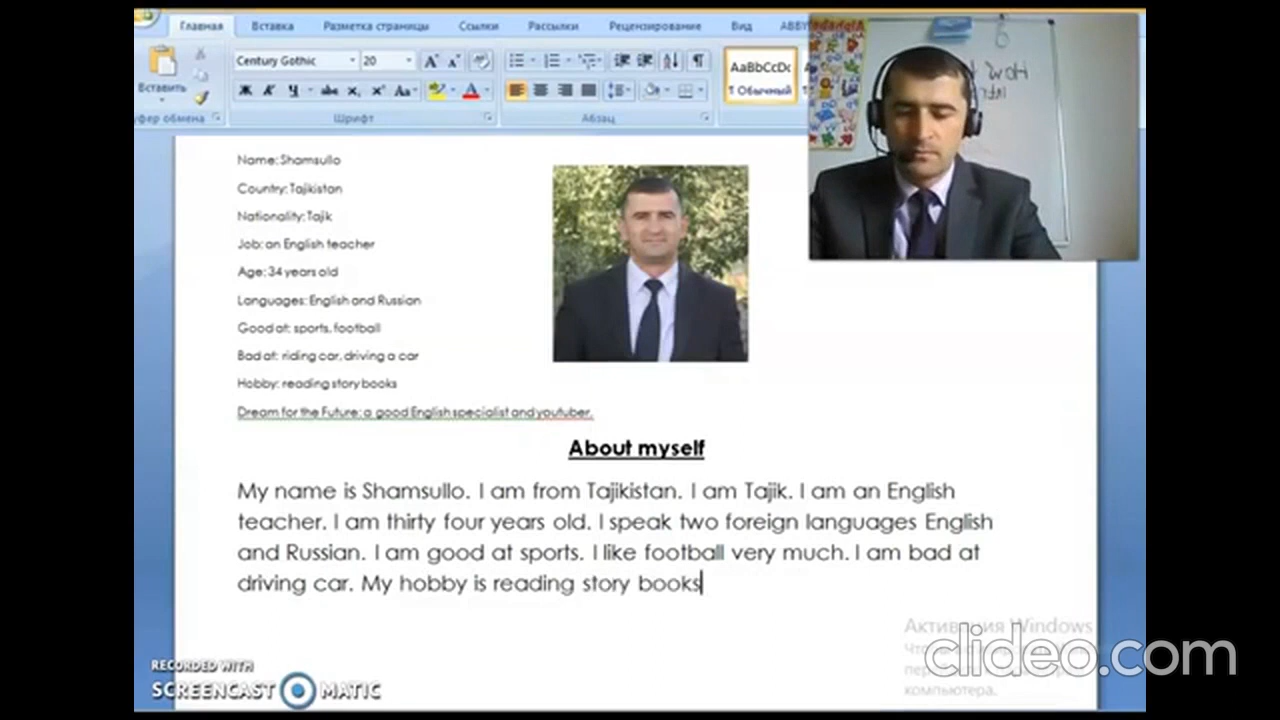 Главная Вставка Разметка страницы Ссылки Рассылки Рецензирование Вид
Century Gothic 20
Вставить
Шрифт Абзац
AaBbCcDc
¶ Обычный
Name: Shamsullo
Country: Tajikistan
Nationality: Tajik
Job: an English teacher
Age: 34 years old
Languages: English and Russian
Good at: sports, football
Bad at: riding car, driving a car
Hobby: reading story books
Dream for the Future: a good English specialist and youtuber.
About myself
My name is Shamsullo. I am from Tajikistan. I am Tajik. I am an English
teacher. I am thirty four years old. I speak two foreign languages English
and Russian. I am good at sports. I like football very much. I am bad at
driving car. My hobby is reading story books
Активация Windows
компьютера.
clideo.com
RECORDED WITH
SCREENCAST MATIC